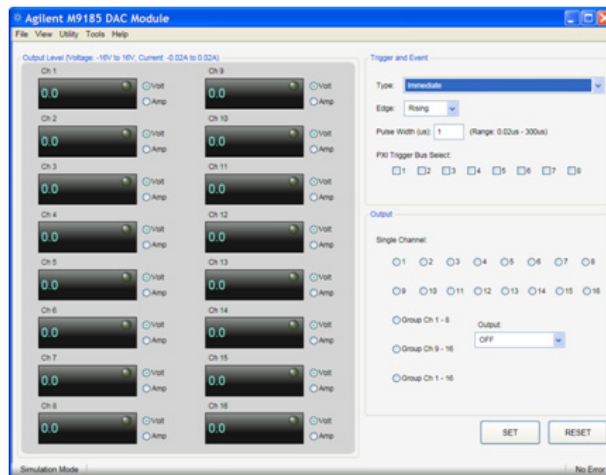 Agilent M9185 DAC Module
File View Utility Tools Help
Output Level (Voltage: -16V to 16V, Current: -0.02A to 0.02A)
Ch 1
0.0
Volt
Amp
Ch 2
0.0
Volt
Amp
Ch 3
0.0
Volt
Amp
Ch 4
0.0
Volt
Amp
Ch 5
0.0
Volt
Amp
Ch 6
0.0
Volt
Amp
Ch 7
0.0
Volt
Amp
Ch 8
0.0
Volt
Amp
Ch 9
0.0
Volt
Amp
Ch 10
0.0
Volt
Amp
Ch 11
0.0
Volt
Amp
Ch 12
0.0
Volt
Amp
Ch 13
0.0
Volt
Amp
Ch 14
0.0
Volt
Amp
Ch 15
0.0
Volt
Amp
Ch 16
0.0
Volt
Amp
Trigger and Event
Type: Immediate
Edge: Rising
Pulse Width (us): 1 (Range: 0.02us - 300us)
PXI Trigger Bus Select:
1 2 3 4 5 6 7 8
Output
Single Channel:
1 2 3 4 5 6 7 8
9 10 11 12 13 14 15 16
Group Ch 1 - 8
Group Ch 9 - 16
Group Ch 1 - 16
Output:
OFF
SET RESET
Simulation Mode
No Error